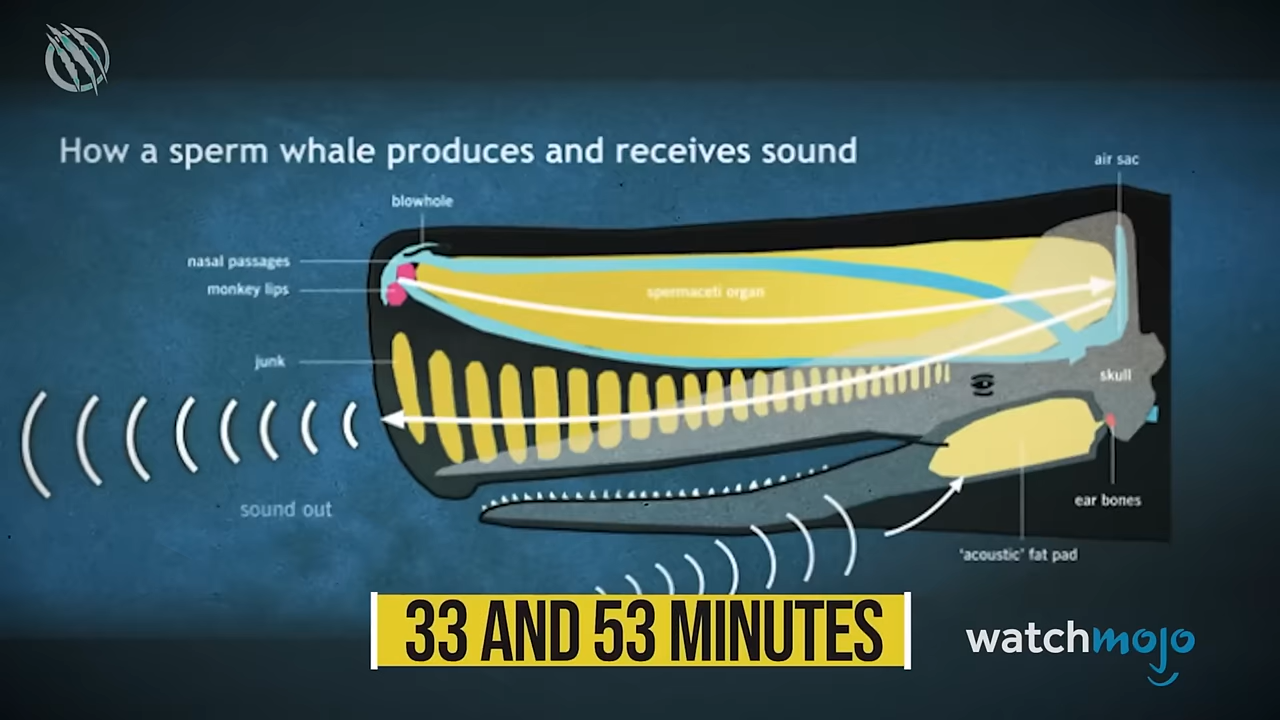 How a sperm whale produces and receives sound
air sac
blowhole
nasal passages
monkey lips
spermaceti organ
junk
skull
sound out
ear bones
'acoustic' fat pad
33 AND 53 MINUTES
watchmojo